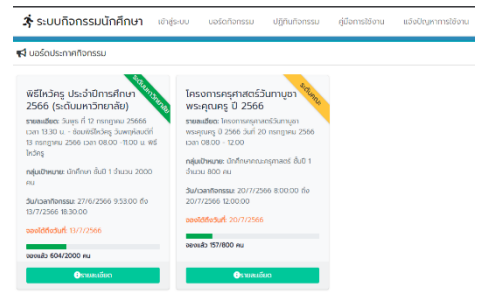 ระบบกิจกรรมนักศึกษา เข้าสู่ระบบ บอร์ดกิจกรรม ปฏิทินกิจกรรม คู่มือการใช้งาน แจ้งปัญหาการใช้งาน
บอร์ดประกาศกิจกรรม
ระดับมหาวิทยาลัย
พิธีไหว้ครู ประจำปีการศึกษา
2566 (ระดับมหาวิทยาลัย)
รายละเอียด: วันพุธ ที่ 12 กรกฎาคม 25666
เวลา 13.30 น. - ซ้อมพิธีไหว้ครู วันพฤหัสบดีที่
13 กรกฎาคม 2566 เวลา 08.00 -11.00 น. พิธี
ไหว้ครู
กลุ่มเป้าหมาย: นักศึกษา ชั้นปี 1 จำนวน 2000
คน
วัน/เวลากิจกรรม: 27/6/2566 9:53:00 ถึง
13/7/2566 18:30:00
จองได้ถึงวันที่: 13/7/2566
จองแล้ว 604/2000 คน
รายละเอียด
ระดับคณะ
โครงการครุศาสตร์วันทาบูชา
พระคุณครู ปี 2566
รายละเอียด: โครงการครุศาสตร์วันทาบูชา
พระคุณครู ปี 2566 วันที่ 20 กรกฎาคม 2566
เวลา 08.00 - 12.00
กลุ่มเป้าหมาย: นักศึกษาคณะครุศาสตร์ ชั้นปี 1
จำนวน 800 คน
วัน/เวลากิจกรรม: 20/7/2566 8:00:00 ถึง
20/7/2566 12:00:00
จองได้ถึงวันที่: 20/7/2566
จองแล้ว 157/800 คน
รายละเอียด